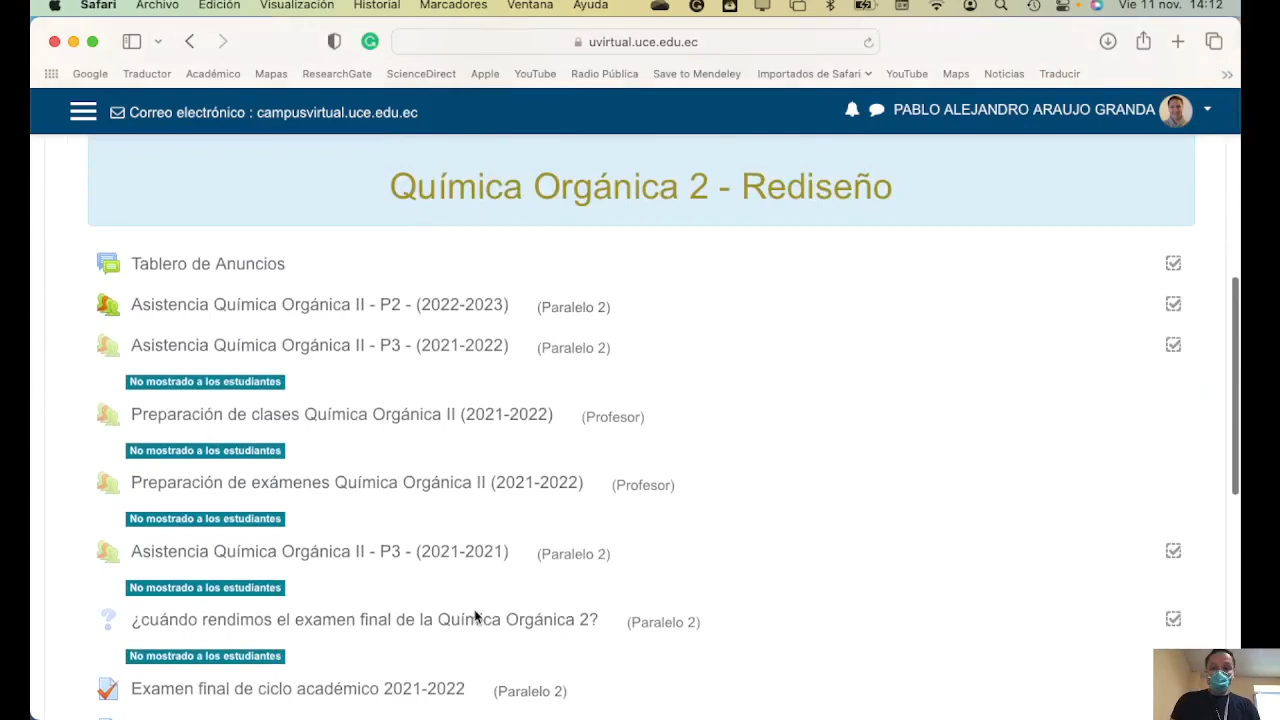 Safari Archivo Edición Visualización Historial Marcadores Ventana Ayuda Vie 11 nov. 14:12
uvirtual.uce.edu.ec
Google Traductor Académico Mapas ResearchGate ScienceDirect Apple YouTube Radio Pública Save to Mendeley Importados de Safari YouTube Maps Noticias Traducir
Correo electrónico : campusvirtual.uce.edu.ec PABLO ALEJANDRO ARAUJO GRANDA
Química Orgánica 2 - Rediseño
Tablero de Anuncios
Asistencia Química Orgánica II - P2 - (2022-2023) (Paralelo 2)
Asistencia Química Orgánica II - P3 - (2021-2022) (Paralelo 2)
No mostrado a los estudiantes
Preparación de clases Química Orgánica II (2021-2022) (Profesor)
No mostrado a los estudiantes
Preparación de exámenes Química Orgánica II (2021-2022) (Profesor)
No mostrado a los estudiantes
Asistencia Química Orgánica II - P3 - (2021-2021) (Paralelo 2)
No mostrado a los estudiantes
¿cuándo rendimos el examen final de la Química Orgánica 2? (Paralelo 2)
No mostrado a los estudiantes
Examen final de ciclo académico 2021-2022 (Paralelo 2)